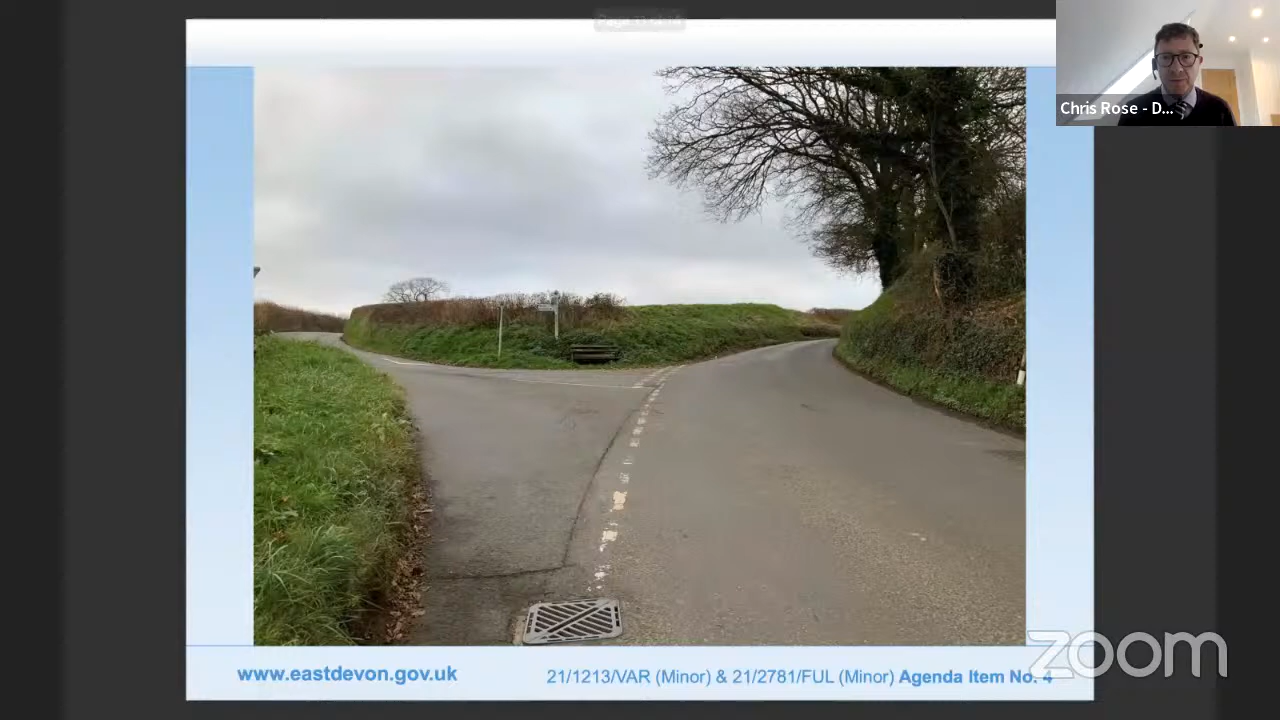 Chris Rose - D...
www.eastdevon.gov.uk
21/1213/VAR (Minor) & 21/2781/FUL (Minor) Agenda Item No. 4
zoom